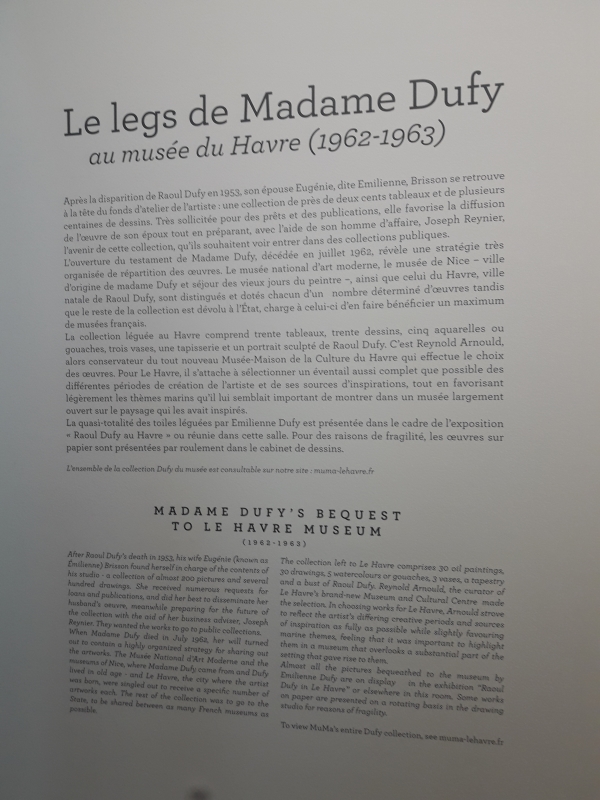 Le legs de Madame Dufy
au musée du Havre (1962-1963)
Après la disparition de Raoul Dufy en 1953, son épouse Eugénie, dite Emilienne, Brisson se retrouve
à la tête du fonds d'atelier de l'artiste : une collection de près de deux cents tableaux et de plusieurs
centaines de dessins. Très sollicitée pour des prêts et des publications, elle favorise la diffusion
de l'œuvre de son époux tout en préparant, avec l'aide de son homme d'affaire, Joseph Reynier,
l'avenir de cette collection, qu'ils souhaitent voir entrer dans des collections publiques.
L'ouverture du testament de Madame Dufy, décédée en juillet 1962, révèle une stratégie très
organisée de répartition des œuvres. Le musée national d'art moderne, le musée de Nice – ville
d'origine de madame Dufy et séjour des vieux jours du peintre –, ainsi que celui du Havre, ville
natale de Raoul Dufy, sont distingués et dotés chacun d'un nombre déterminé d'œuvres tandis
que le reste de la collection est dévolu à l'État, charge à celui-ci d'en faire bénéficier un maximum
de musées français.
La collection léguée au Havre comprend trente tableaux, trente dessins, cinq aquarelles ou
gouaches, trois vases, une tapisserie et un portrait sculpté de Raoul Dufy. C'est Reynold Arnould,
alors conservateur du tout nouveau Musée-Maison de la Culture du Havre qui effectue le choix
des œuvres. Pour Le Havre, il s'attache à sélectionner un éventail aussi complet que possible des
différentes périodes de création de l'artiste et de ses sources d'inspirations, tout en favorisant
légèrement les thèmes marins qu'il lui semblait important de montrer dans un musée largement
ouvert sur le paysage qui les avait inspirés.
La quasi-totalité des toiles léguées par Emilienne Dufy est présentée dans le cadre de l'exposition
« Raoul Dufy au Havre » ou réunie dans cette salle. Pour des raisons de fragilité, les œuvres sur
papier sont présentées par roulement dans le cabinet de dessins.
L'ensemble de la collection Dufy du musée est consultable sur notre site : muma-lehavre.fr
MADAME DUFY'S BEQUEST
TO LE HAVRE MUSEUM
(1962-1963)
After Raoul Dufy's death in 1953, his wife Eugénie (known as
Émilienne) Brisson found herself in charge of the contents of
his studio - a collection of almost 200 pictures and several
hundred drawings. She received numerous requests for
loans and publications, and did her best to disseminate her
husband's oeuvre, meanwhile preparing for the future of
the collection with the aid of her business adviser, Joseph
Reynier. They wanted the works to go to public collections.
When Madame Dufy died in July 1962, her will turned
out to contain a highly organized strategy for sharing out
the artworks. The Musée National d'Art Moderne and the
museums of Nice, where Madame Dufy came from and Dufy
lived in old age - and Le Havre, the city where the artist
was born, were singled out to receive a specific number of
artworks each. The rest of the collection was to go to the
State, to be shared between as many French museums as
possible.
The collection left to Le Havre comprises 30 oil paintings,
30 drawings, 5 watercolours or gouaches, 3 vases, a tapestry
and a bust of Raoul Dufy. Reynold Arnould, the curator of
Le Havre's brand-new Museum and Cultural Centre made
the selection. In choosing works for Le Havre, Arnould strove
to reflect the artist's differing creative periods and sources
of inspiration as fully as possible while slightly favouring
marine themes, feeling that it was important to highlight
them in a museum that overlooks a substantial part of the
setting that gave rise to them.
Almost all the pictures bequeathed to the museum by
Emilienne Dufy are on display in the exhibition "Raoul
Dufy in Le Havre" or elsewhere in this room. Some works
on paper are presented on a rotating basis in the drawing
studio for reasons of fragility.
To view MuMa's entire Dufy collection, see muma-lehavre.fr